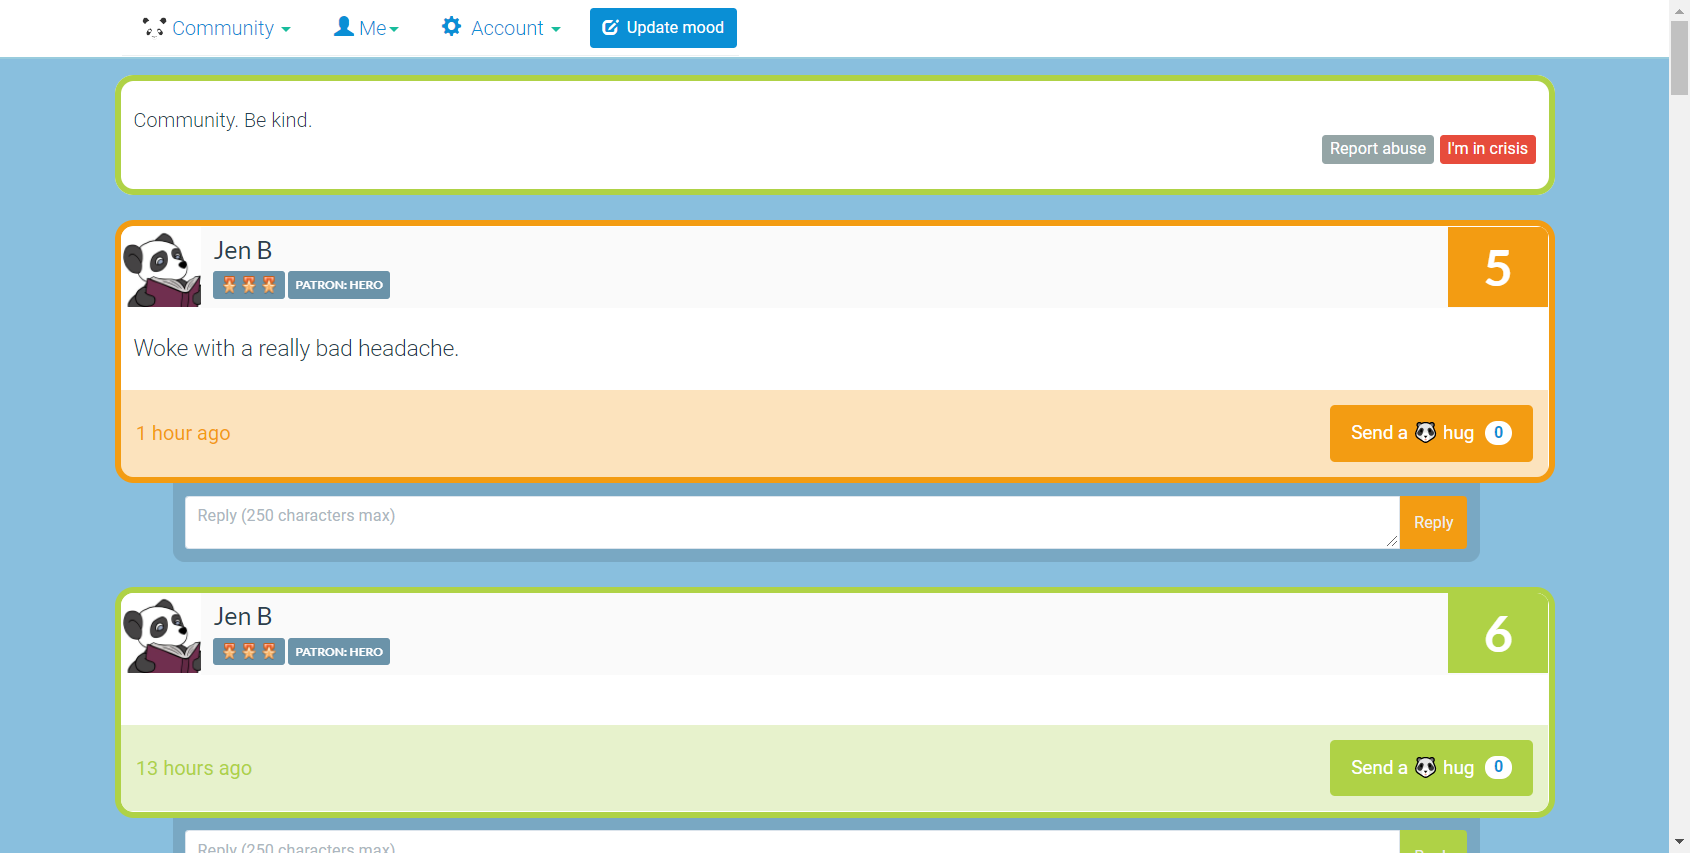 Community Me Account Update mood
Community. Be kind.
Report abuse I'm in crisis
Jen B
PATRON: HERO
5
Woke with a really bad headache.
1 hour ago
Send a hug 0
Reply (250 characters max)
Reply
Jen B
PATRON: HERO
6
13 hours ago
Send a hug 0
Reply (250 characters max)
Reply